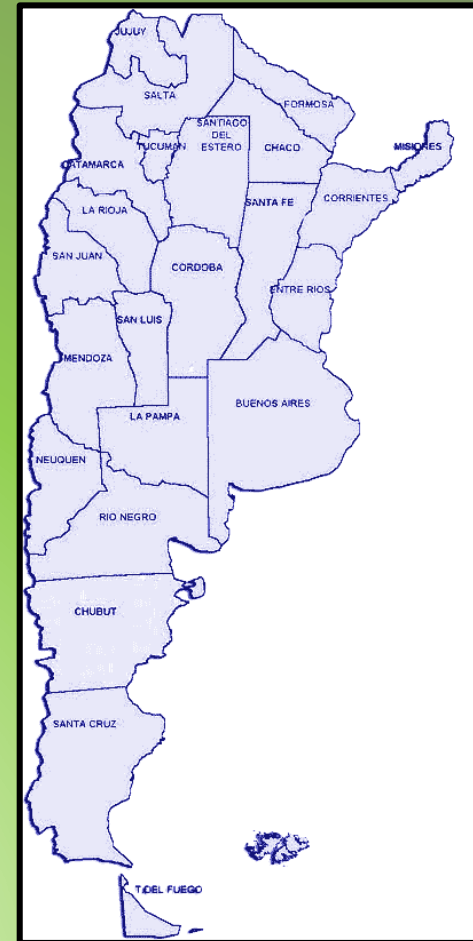 JUJUY
SALTA
FORMOSA
SANTIAGO
DEL
ESTERO
TUCUMAN
CHACO
MISIONES
CATAMARCA
SANTA FE
CORRIENTES
LA RIOJA
SAN JUAN
CORDOBA
ENTRE RIOS
SAN LUIS
MENDOZA
BUENOS AIRES
LA PAMPA
NEUQUEN
RIO NEGRO
CHUBUT
SANTA CRUZ
T.DEL FUEGO